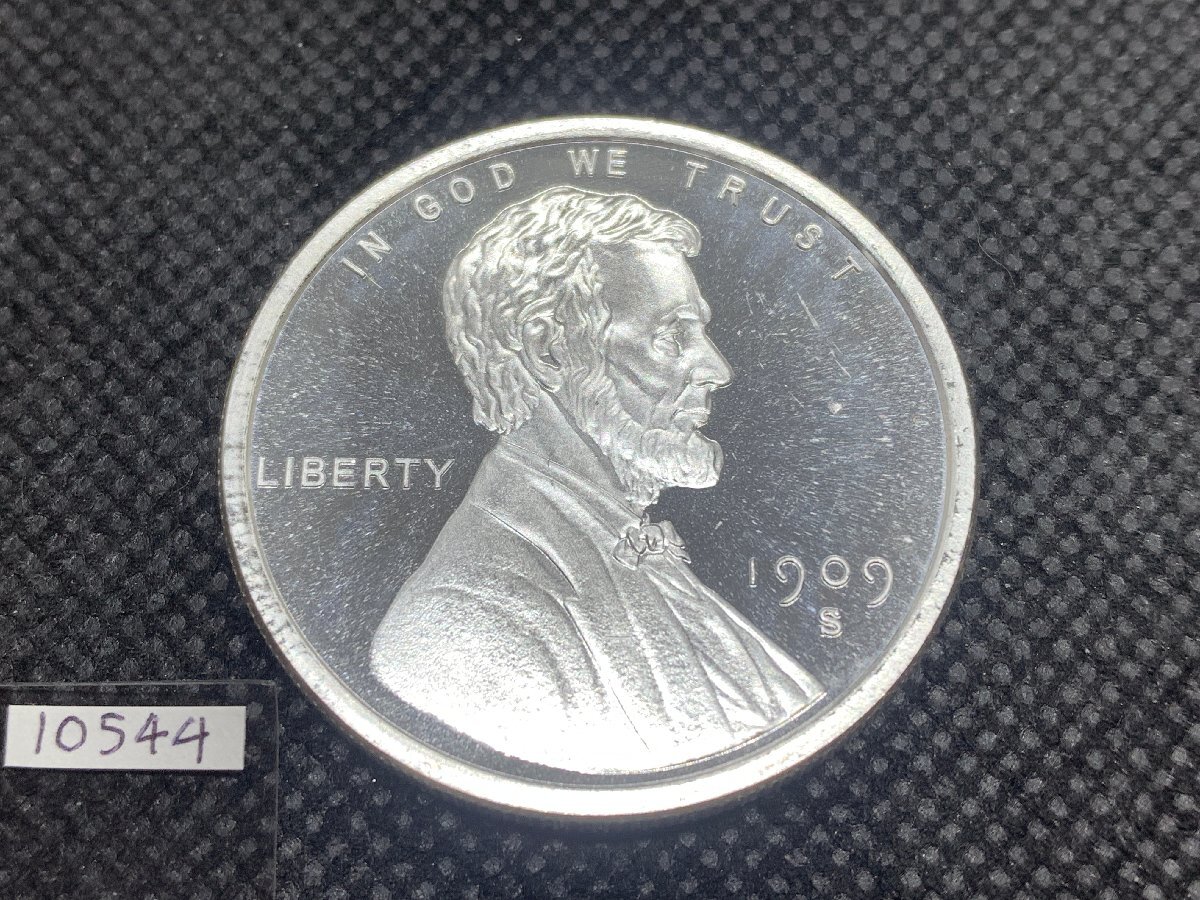 IN GOD WE TRUST
LIBERTY
1909
S
10544